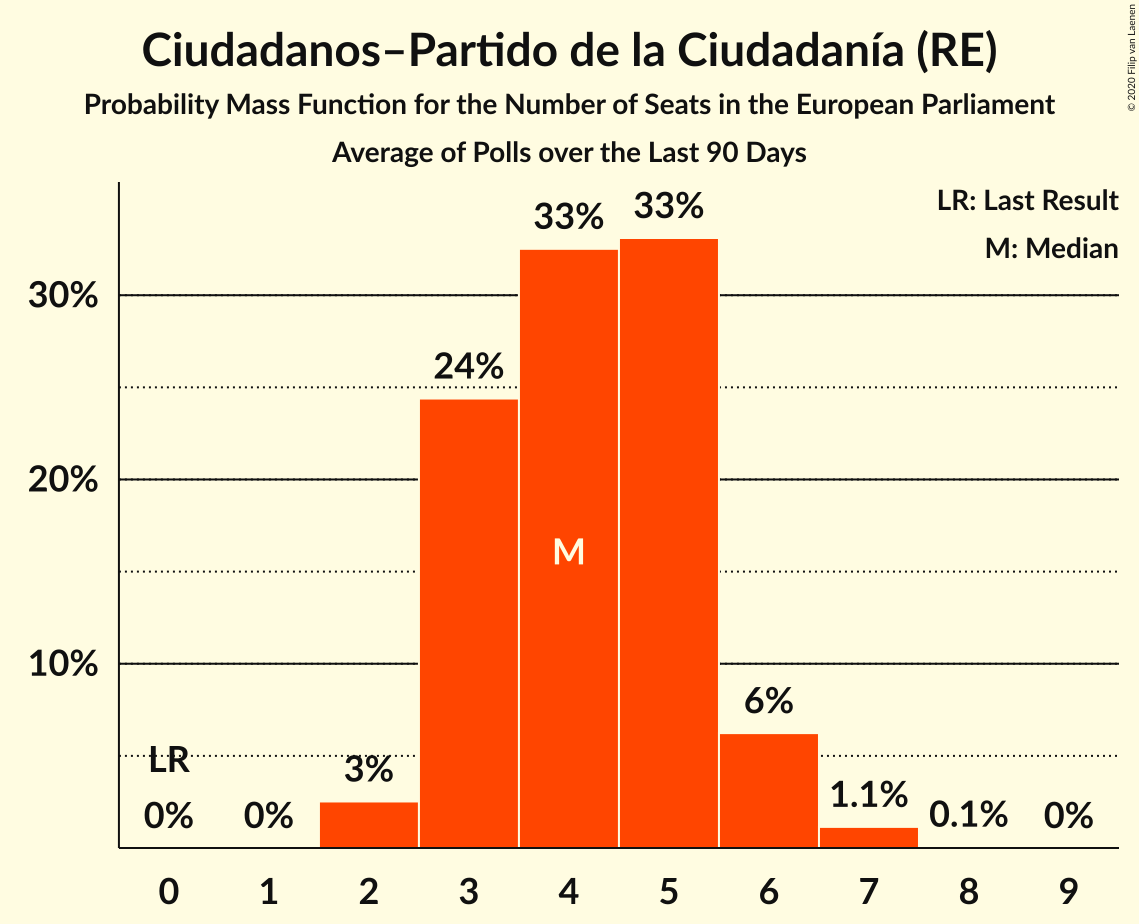 Ciudadanos–Partido de la Ciudadanía (RE)
Probability Mass Function for the Number of Seats in the European Parliament
Average of Polls over the Last 90 Days
© 2020 Filip van Laenen
LR: Last Result
M: Median
33%
33%
30%
24%
20%
M
10%
6%
LR
3%
1.1%
0%
0%
0.1%
0%
0
1
2
3
4
5
6
7
8
9